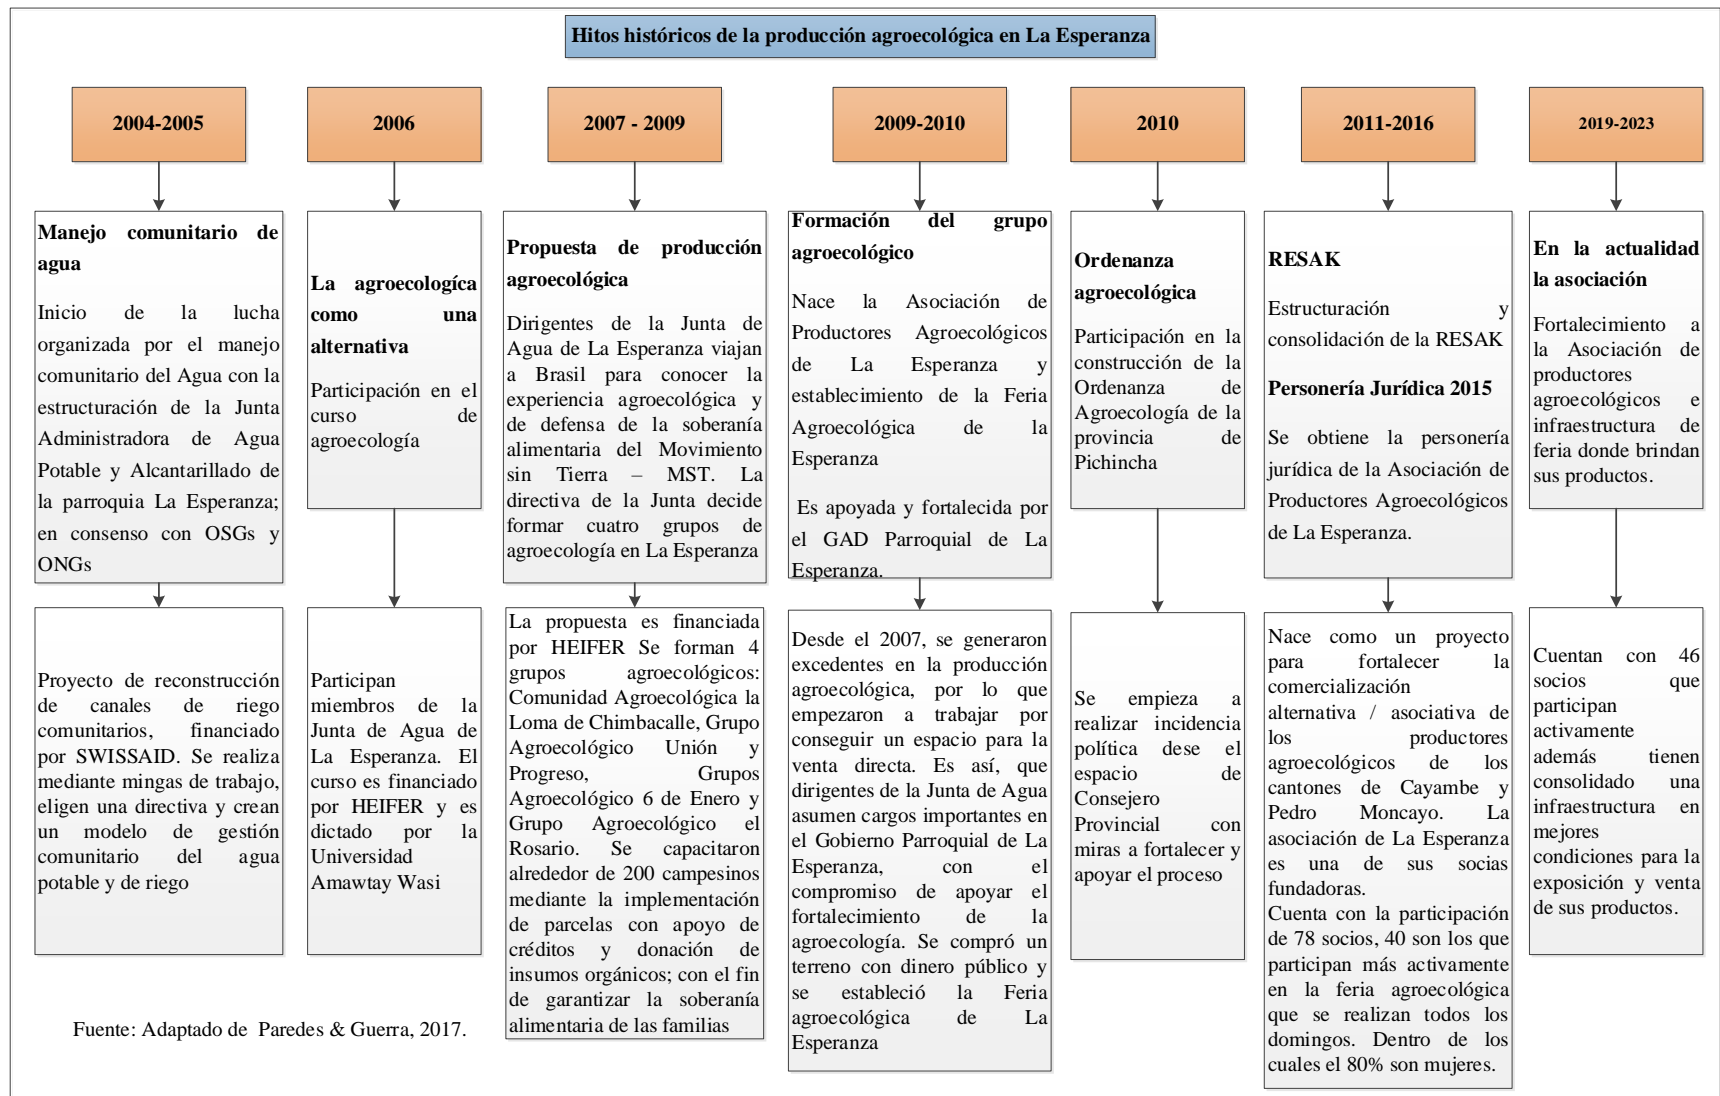 Hitos históricos de la producción agroecológica en La Esperanza
2004-2005
Manejo comunitario de
agua
Inicio de la lucha
organizada por el manejo
comunitario del Agua con la
estructuración de la Junta
Administradora de Agua
Potable y Alcantarillado de
la parroquia La Esperanza;
en consenso con OSGs y
ONGs
Proyecto de reconstrucción
de canales de riego
comunitarios, financiado
por SWISSAID. Se realiza
mediante mingas de trabajo,
eligen una directiva y crean
un modelo de gestión
comunitario del agua
potable y de riego
2006
La agroecologíca
como una
alternativa
Participación en el
curso de
agroecología
Participan
miembros de la
Junta de Agua de
La Esperanza. El
curso es financiado
por HEIFER y es
dictado por la
Universidad
Amawtay Wasi
2007 - 2009
Propuesta de producción
agroecológica
Dirigentes de la Junta de
Agua de La Esperanza viajan
a Brasil para conocer la
experiencia agroecológica y
de defensa de la soberanía
alimentaria del Movimiento
sin Tierra – MST. La
directiva de la Junta decide
formar cuatro grupos de
agroecología en La Esperanza
La propuesta es financiada
por HEIFER Se forman 4
grupos agroecológicos:
Comunidad Agroecológica la
Loma de Chimbacalle, Grupo
Agroecológico Unión y
Progreso, Grupos
Agroecológico 6 de Enero y
Grupo Agroecológico el
Rosario. Se capacitaron
alrededor de 200 campesinos
mediante la implementación
de parcelas con apoyo de
créditos y donación de
insumos orgánicos; con el fin
de garantizar la soberanía
alimentaria de las familias
2009-2010
Formación del grupo
agroecológico
Nace la Asociación de
Productores Agroecológicos
de La Esperanza y
establecimiento de la Feria
Agroecológica de la
Esperanza
Es apoyada y fortalecida por
el GAD Parroquial de La
Esperanza.
Desde el 2007, se generaron
excedentes en la producción
agroecológica, por lo que
empezaron a trabajar por
conseguir un espacio para la
venta directa. Es así, que
dirigentes de la Junta de Agua
asumen cargos importantes en
el Gobierno Parroquial de La
Esperanza, con el
compromiso de apoyar el
fortalecimiento de la
agroecología. Se compró un
terreno con dinero público y
se estableció la Feria
agroecológica de La
Esperanza
2010
Ordenanza
agroecológica
Participación en la
construcción de la
Ordenanza de
Agroecología de la
provincia de
Pichincha
Se empieza a
realizar incidencia
política dese el
espacio de
Consejero
Provincial con
miras a fortalecer y
apoyar el proceso
2011-2016
RESAK
Estructuración y
consolidación de la RESAK
Personería Jurídica 2015
Se obtiene la personería
jurídica de la Asociación de
Productores Agroecológicos
de La Esperanza.
Nace como un proyecto
para fortalecer la
comercialización
alternativa / asociativa de
los productores
agroecológicos de los
cantones de Cayambe y
Pedro Moncayo. La
asociación de La Esperanza
es una de sus socias
fundadoras.
Cuenta con la participación
de 78 socios, 40 son los que
participan más activamente
en la feria agroecológica
que se realizan todos los
domingos. Dentro de los
cuales el 80% son mujeres.
2019-2023
En la actualidad
la asociación
Fortalecimiento a
la Asociación de
productores
agroecológicos e
infraestructura de
feria donde brindan
sus productos.
Cuentan con 46
socios que
participan
activamente
además tienen
consolidado una
infraestructura en
mejores
condiciones para la
exposición y venta
de sus productos.
Fuente: Adaptado de Paredes & Guerra, 2017.